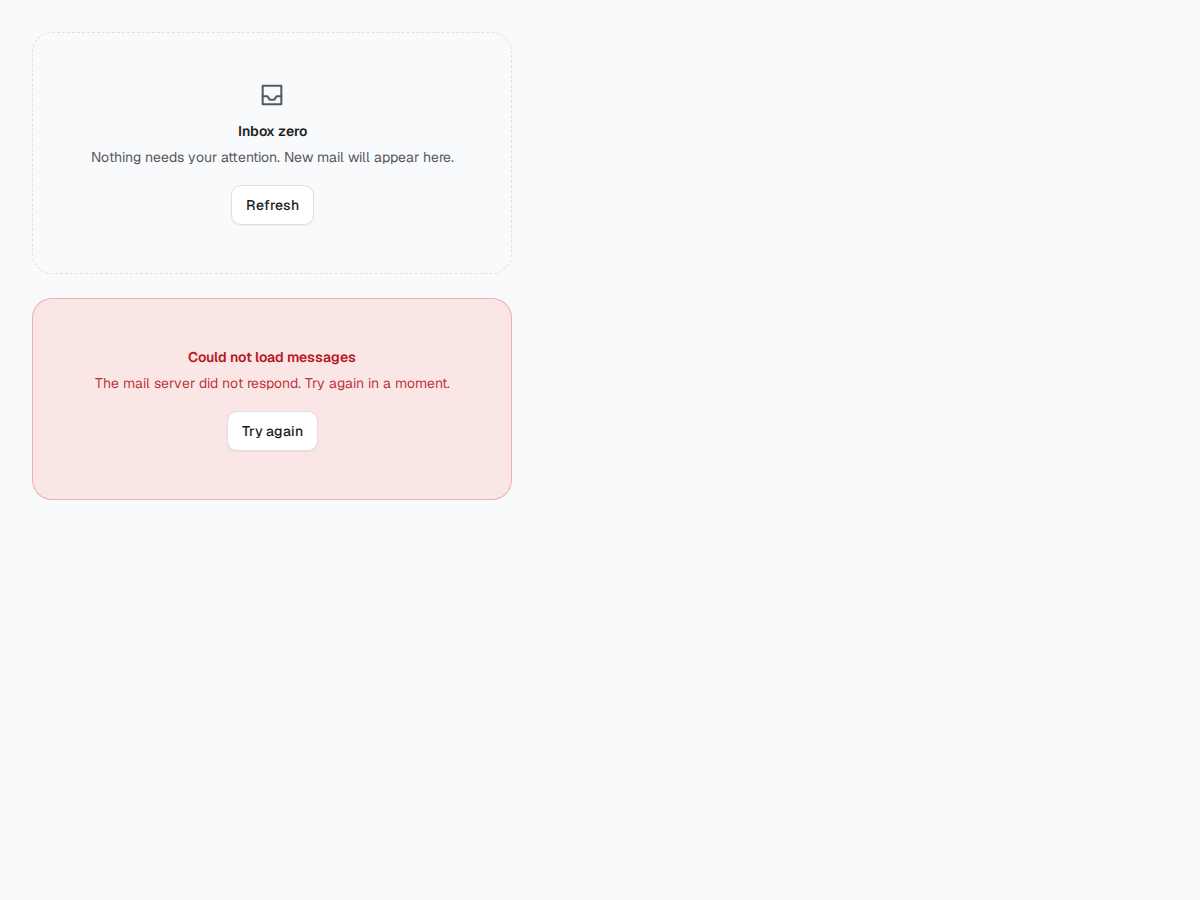 Inbox zero
Nothing needs your attention. New mail will appear here.
Refresh
Could not load messages
The mail server did not respond. Try again in a moment.
Try again